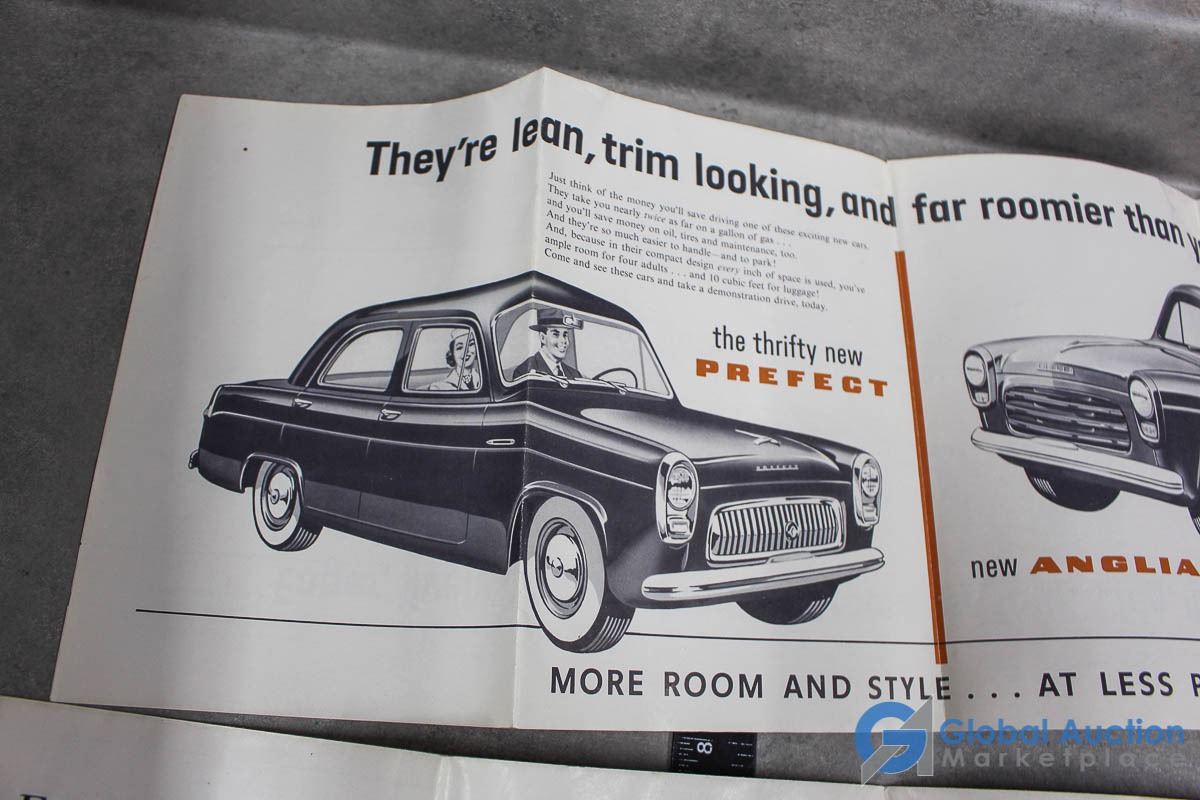 They're lean, trim looking, and far roomier than
Just think of the money you'll save driving one of these exciting new cars.
They take you nearly twice as far on a gallon of gas . . .
and you'll save money on oil, tires and maintenance, too.
And they're so much easier to handle—and to park!
And, because in their compact design every inch of space is used, you've
ample room for four adults . . . and 10 cubic feet for luggage!
Come and see these cars and take a demonstration drive, today.
the thrifty new
PREFECT
PREFECT
new ANGLIA
MORE ROOM AND STYLE . . . AT LESS
8
Global Auction
Marketplace